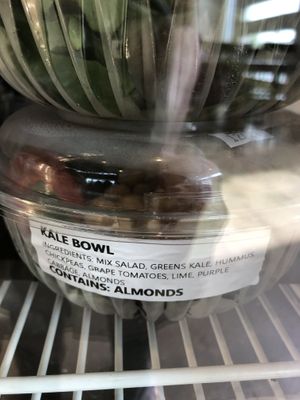 KALE BOWL
INGREDIENTS: MIX SALAD, GREENS KALE, HUMMUS,
CHICKPEAS, GRAPE TOMATOES, LIME, PURPLE
CABBAGE, ALMONDS
CONTAINS: ALMONDS